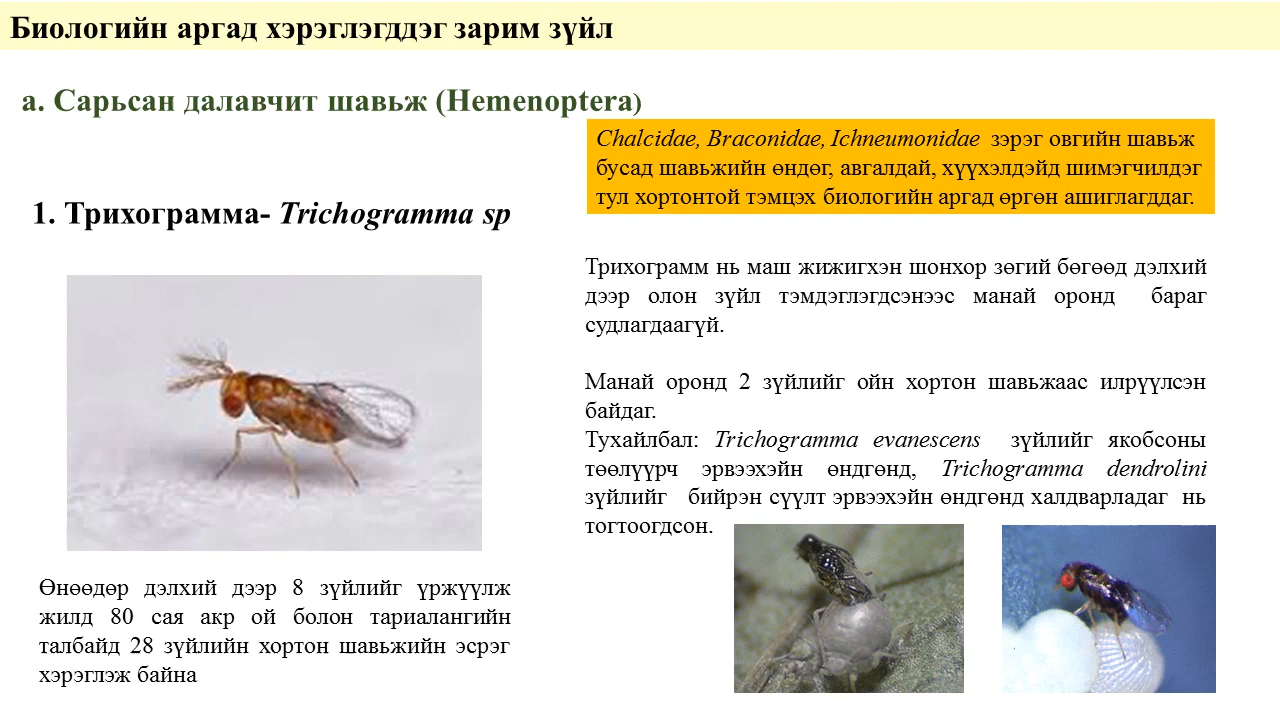 Биологийн аргад хэрэглэгддэг зарим зүйл
а. Сарьсан далавчит шавьж (Hemenoptera)
Chalcidae, Braconidae, Ichneumonidae зэрэг овгийн шавьж
бусад шавьжийн өндөг, авгалдай, хүүхэлдэйд шимэгчилдэг
тул хортонтой тэмцэх биологийн аргад өргөн ашиглагддаг.
1. Трихограмма- Trichogramma sp
Трихограмм нь маш жижигхэн шонхор зөгий бөгөөд дэлхий
дээр олон зүйл тэмдэглэгдсэнээс манай оронд бараг
судлагдаагүй.
Манай оронд 2 зүйлийг ойн хортон шавьжаас илрүүлсэн
байдаг.
Тухайлбал: Trichogramma evanescens зүйлийг якобсоны
төөлүүрч эрвээхэйн өндгөнд, Trichogramma dendrolini
зүйлийг бийрэн сүүлт эрвээхэйн өндгөнд халдварладаг нь
тогтоогдсон.
Өнөөдөр дэлхий дээр 8 зүйлийг үржүүлж
жилд 80 сая акр ой болон тариалангийн
талбайд 28 зүйлийн хортон шавьжийн эсрэг
хэрэглэж байна